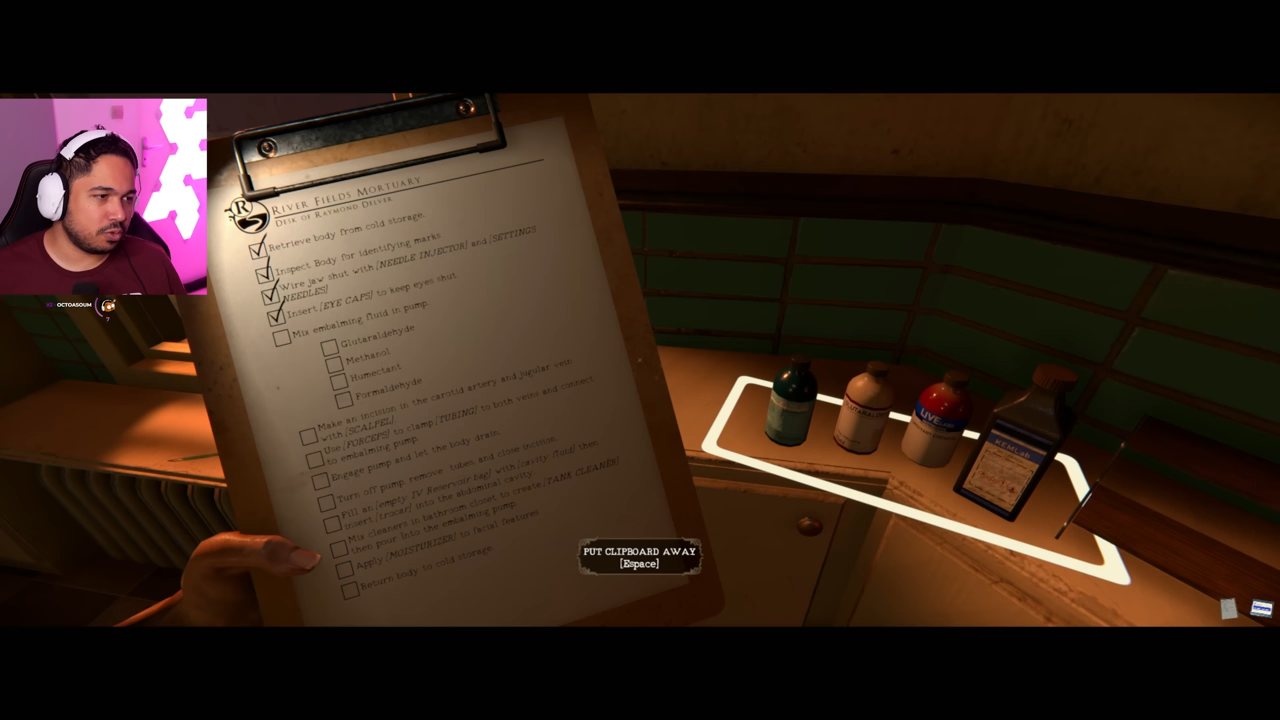 OCTOASOUM
RIVER FIELDS MORTUARY
DEIR OF RAYMOND DELVER
Retrieve body from cold storage.
Inspect Body for identifying marks
Wire jaw shut with [NEEDLE INJECTOR] and [SETTINGS
NEEDLES]
Insert [EYE CAPS] to keep eyes shut.
Mix embalming fluid in pump.
Glutaraldehyde
Methanol
Humectant
Formaldehyde
Make an incision in the carotid artery and jugular vein
with [SCALPEL]
Use [FORCEPS] to clamp [TUBING] to both veins and connect
to embalming pump.
Engage pump and let the body drain.
Turn off pump, remove tubes and close incision.
Fill an [empty IV Reservoir bag] with [cavity fluid] then
insert [trocar] into the abdominal cavity.
Mix cleaners in bathroom closet to create [TANK CLEANER]
then pour into the embalming pump.
Apply [MOISTURIZER] to facial features
Return body to cold storage.
LIVE
KEMLab
PUT CLIPBOARD AWAY
[Espace]